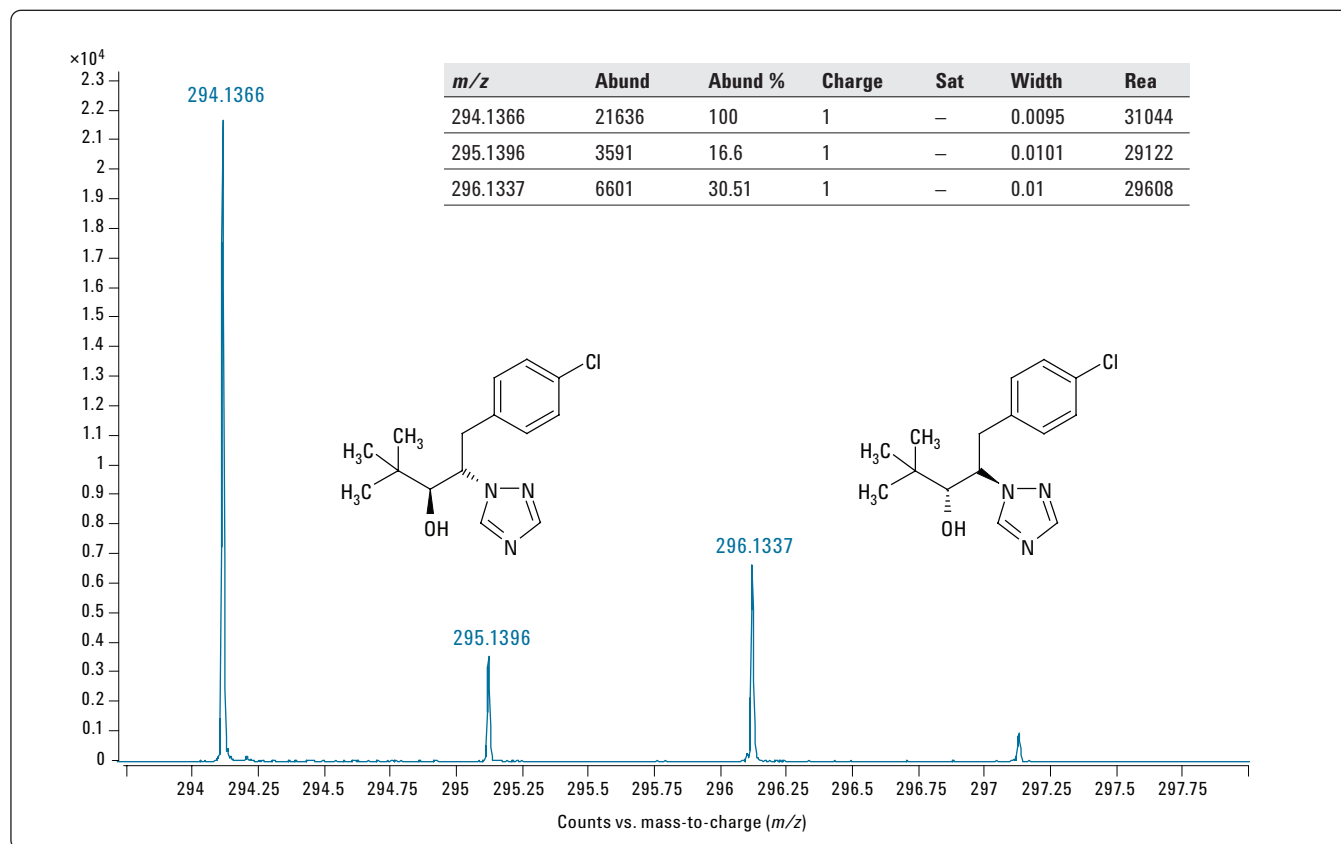 ×10⁴
m/z Abund Abund % Charge Sat Width Rea
294.1366 21636 100 1 – 0.0095 31044
295.1396 3591 16.6 1 – 0.0101 29122
296.1337 6601 30.51 1 – 0.01 29608
2.3
2.2
2.1
2
1.9
1.8
1.7
1.6
1.5
1.4
1.3
1.2
1.1
1
0.9
0.8
0.7
0.6
0.5
0.4
0.3
0.2
0.1
0
294.1366
295.1396
296.1337
Cl
CH₃
H₃C
H₃C
OH
N
N
N
Cl
CH₃
H₃C
H₃C
OH
N
N
N
294 294.25 294.5 294.75 295 295.25 295.5 295.75 296 296.25 296.5 296.75 297 297.25 297.5 297.75
Counts vs. mass-to-charge (m/z)